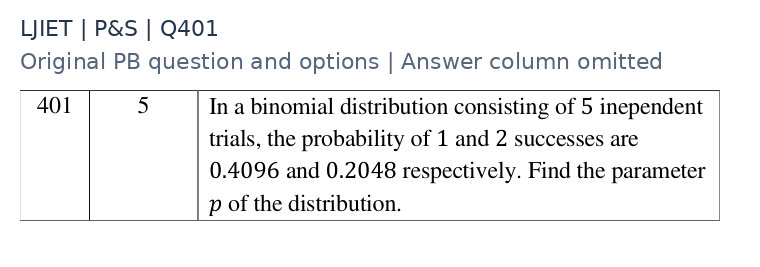 LJIET | P&S | Q401
Original PB question and options | Answer column omitted
401 5 In a binomial distribution consisting of 5 inependent
trials, the probability of 1 and 2 successes are
0.4096 and 0.2048 respectively. Find the parameter
p of the distribution.